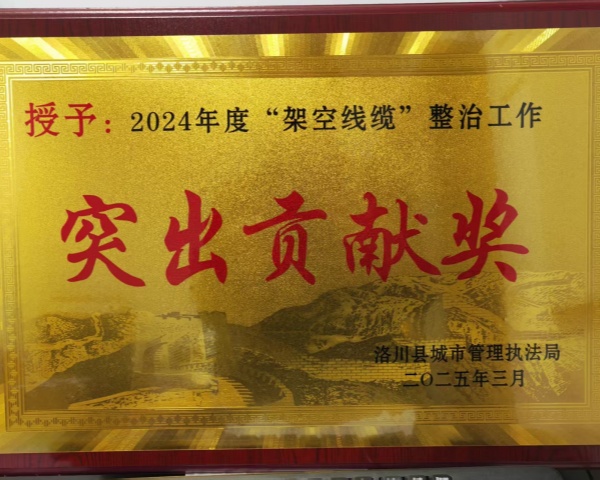 授予：2024年度“架空线缆”整治工作
突出贡献奖
洛川县城市管理执法局
二〇二五年三月